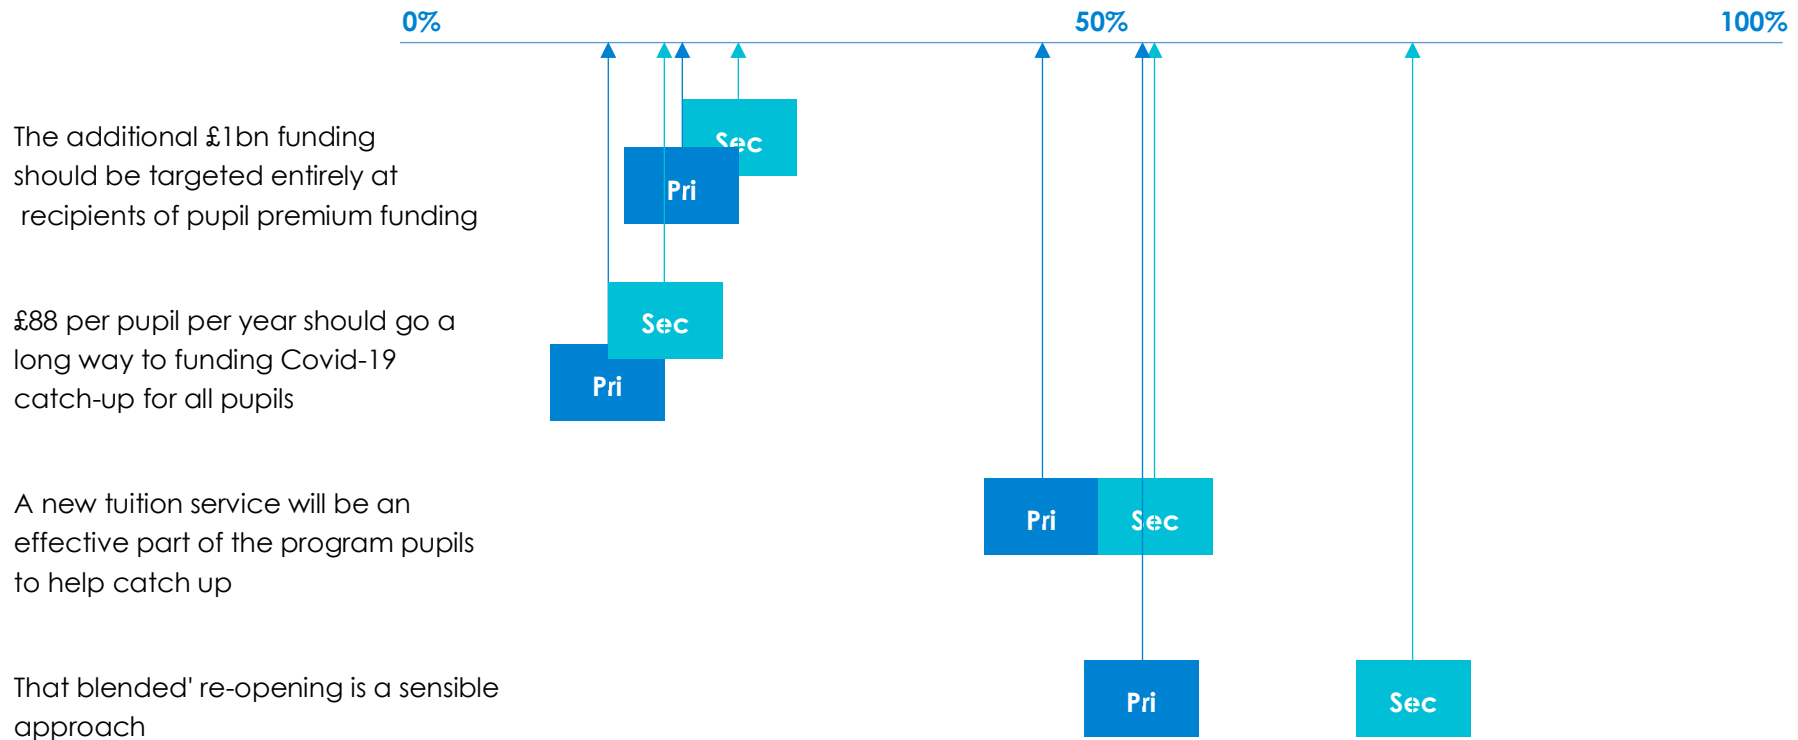 0% 50% 100%
The additional £1bn funding
should be targeted entirely at
recipients of pupil premium funding
Sec
Pri
£88 per pupil per year should go a
long way to funding Covid-19
catch-up for all pupils
Sec
Pri
A new tuition service will be an
effective part of the program pupils
to help catch up
Pri Sec
That blended' re-opening is a sensible
approach
Pri Sec